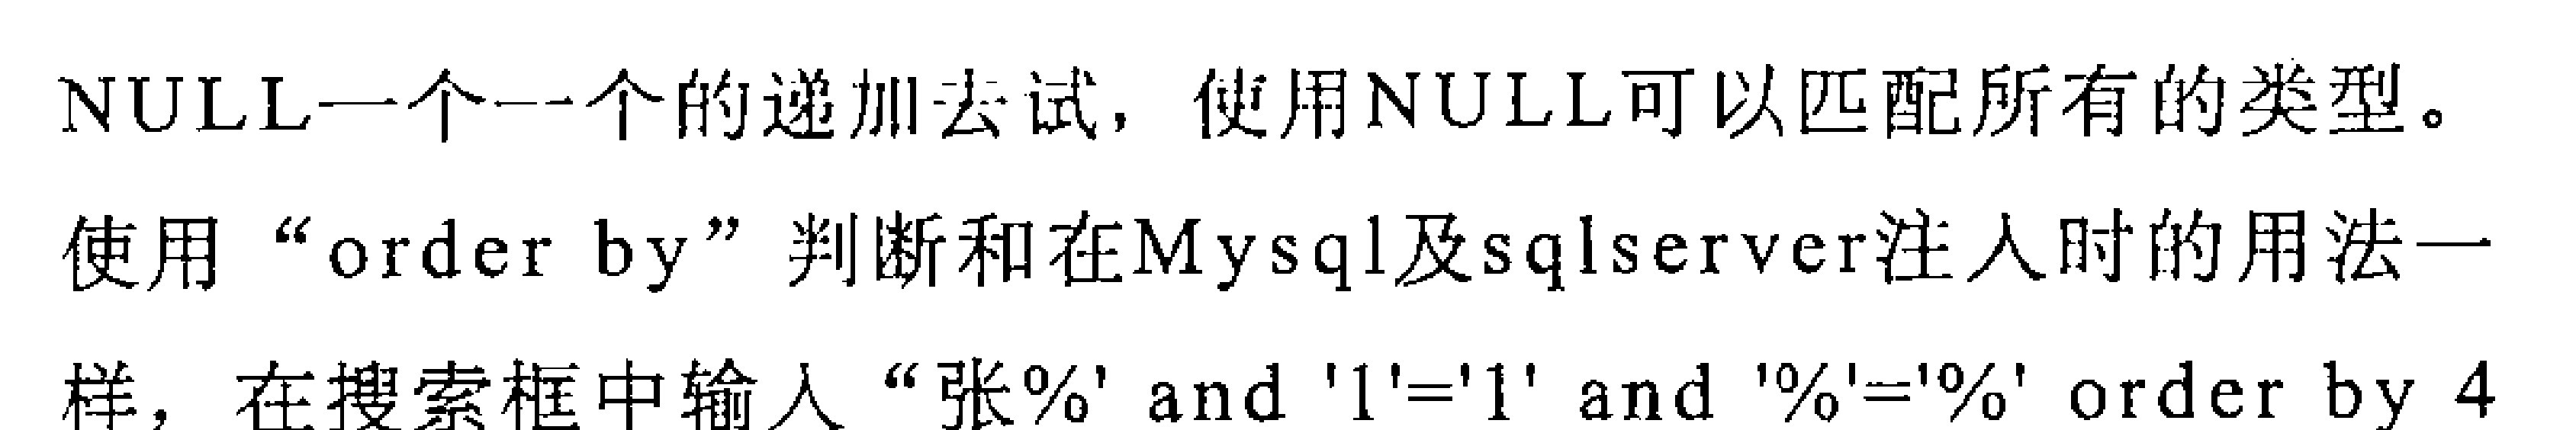 NULL一个一个的递加去试，使用NULL可以匹配所有的类型。
使用“order by”判断和在Mysql及sqlserver注入时的用法一
样，在搜索框中输入“张%' and '1'='1' and '%'='%' order by 4